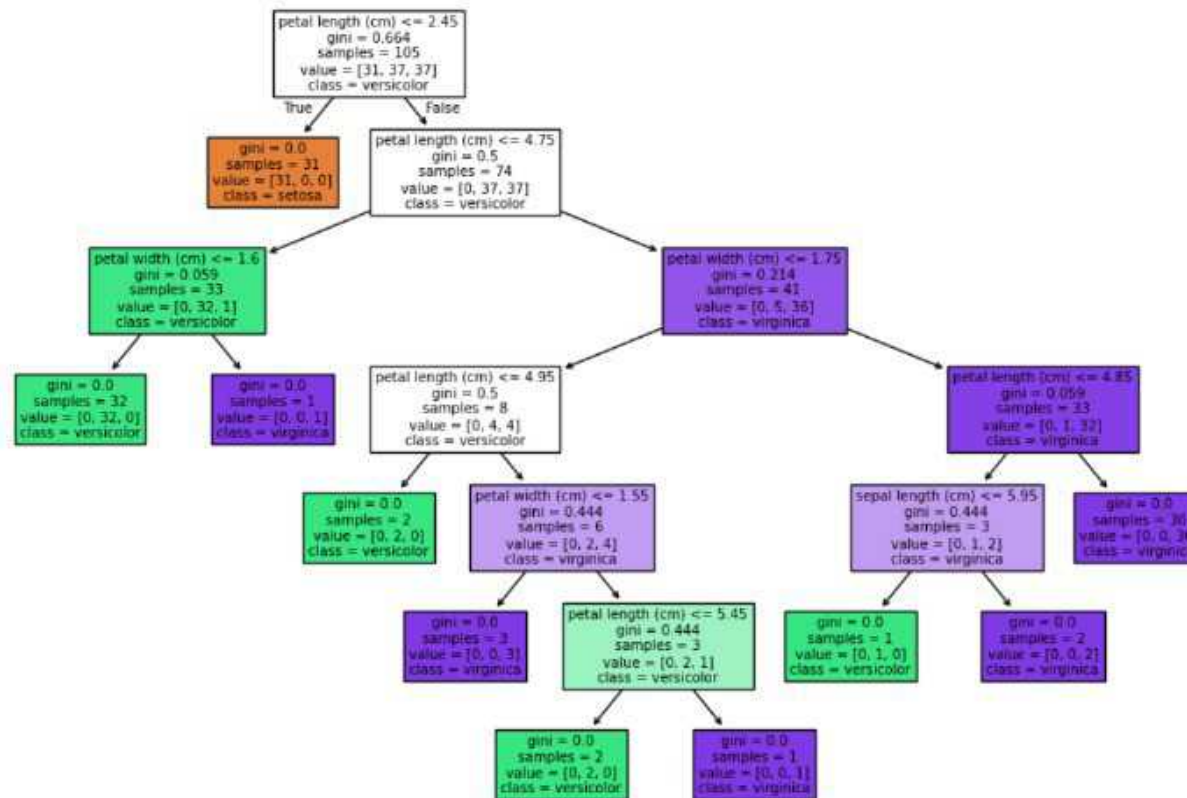 petal length (cm) <= 2.45
gini = 0.664
samples = 105
value = [31, 37, 37]
class = versicolor
True
False
gini = 0.0
samples = 31
value = [31, 0, 0]
class = setosa
petal length (cm) <= 4.75
gini = 0.5
samples = 74
value = [0, 37, 37]
class = versicolor
petal width (cm) <= 1.6
gini = 0.059
samples = 33
value = [0, 32, 1]
class = versicolor
petal width (cm) <= 1.75
gini = 0.214
samples = 41
value = [0, 5, 36]
class = virginica
gini = 0.0
samples = 32
value = [0, 32, 0]
class = versicolor
gini = 0.0
samples = 1
value = [0, 0, 1]
class = virginica
petal length (cm) <= 4.95
gini = 0.5
samples = 8
value = [0, 4, 4]
class = versicolor
petal length (cm) <= 4.85
gini = 0.059
samples = 33
value = [0, 1, 32]
class = virginica
gini = 0.0
samples = 2
value = [0, 2, 0]
class = versicolor
petal width (cm) <= 1.55
gini = 0.444
samples = 6
value = [0, 2, 4]
class = virginica
sepal length (cm) <= 5.95
gini = 0.444
samples = 3
value = [0, 1, 2]
class = virginica
gini = 0.0
samples = 30
value = [0, 0, 30]
class = virginica
gini = 0.0
samples = 3
value = [0, 0, 3]
class = virginica
petal length (cm) <= 5.45
gini = 0.444
samples = 3
value = [0, 2, 1]
class = versicolor
gini = 0.0
samples = 1
value = [0, 1, 0]
class = versicolor
gini = 0.0
samples = 2
value = [0, 0, 2]
class = virginica
gini = 0.0
samples = 2
value = [0, 2, 0]
class = versicolor
gini = 0.0
samples = 1
value = [0, 0, 1]
class = virginica